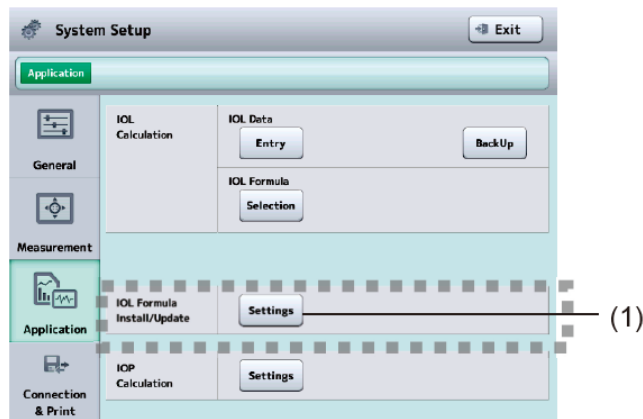 System Setup
Exit
Application
General
Measurement
Application
Connection
& Print
IOL
Calculation
IOL Data
Entry
BackUp
IOL Formula
Selection
IOL Formula
Install/Update
Settings
(1)
IOP
Calculation
Settings